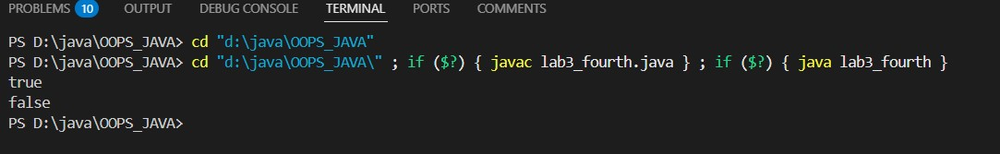 PROBLEMS 10 OUTPUT DEBUG CONSOLE TERMINAL PORTS COMMENTS
PS D:\java\OOPS_JAVA> cd "d:\java\OOPS_JAVA"
PS D:\java\OOPS_JAVA> cd "d:\java\OOPS_JAVA\" ; if ($?) { javac lab3_fourth.java } ; if ($?) { java lab3_fourth }
true
false
PS D:\java\OOPS_JAVA>